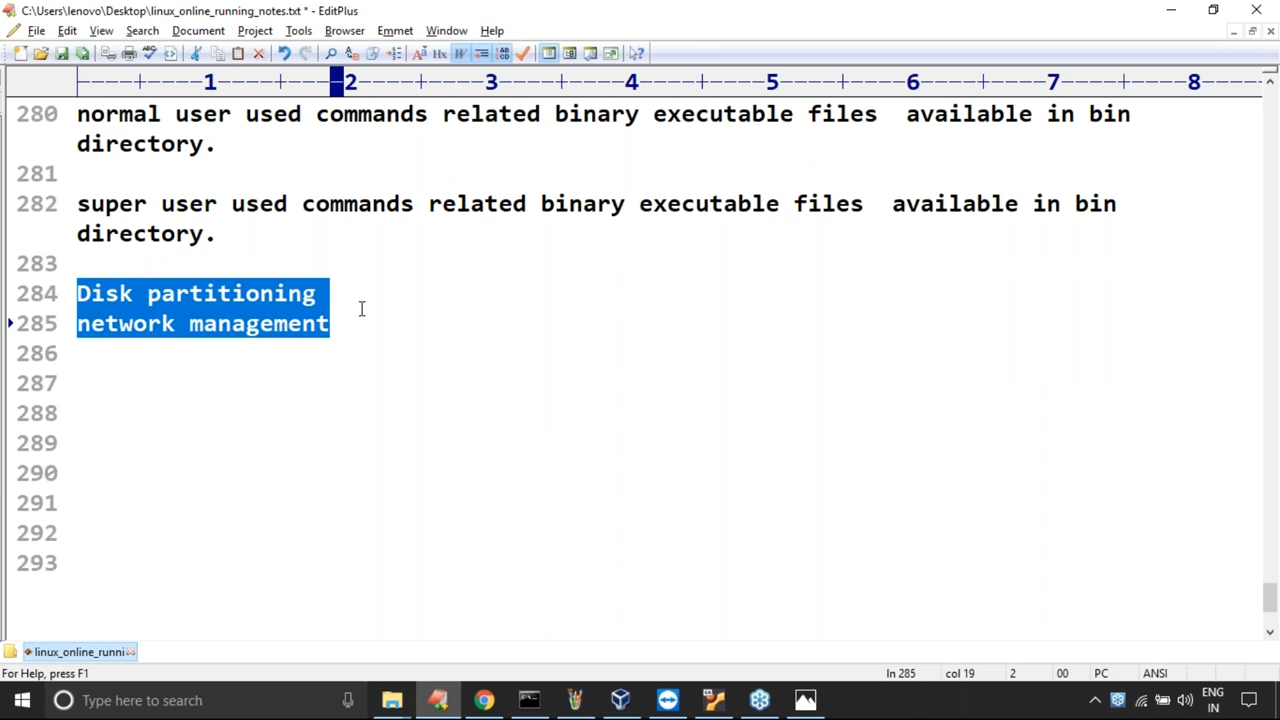 C:\Users\lenovo\Desktop\linux_online_running_notes.txt * - EditPlus
File Edit View Search Document Project Tools Browser Emmet Window Help
1 2 3 4 5 6 7 8
280 normal user used commands related binary executable files  available in bin
directory.
281
282 super user used commands related binary executable files  available in bin
directory.
283
284 Disk partitioning
285 network management
286
287
288
289
290
291
292
293
linux_online_runni
For Help, press F1 ln 285 col 19 2 00 PC ANSI
Type here to search ENG
IN